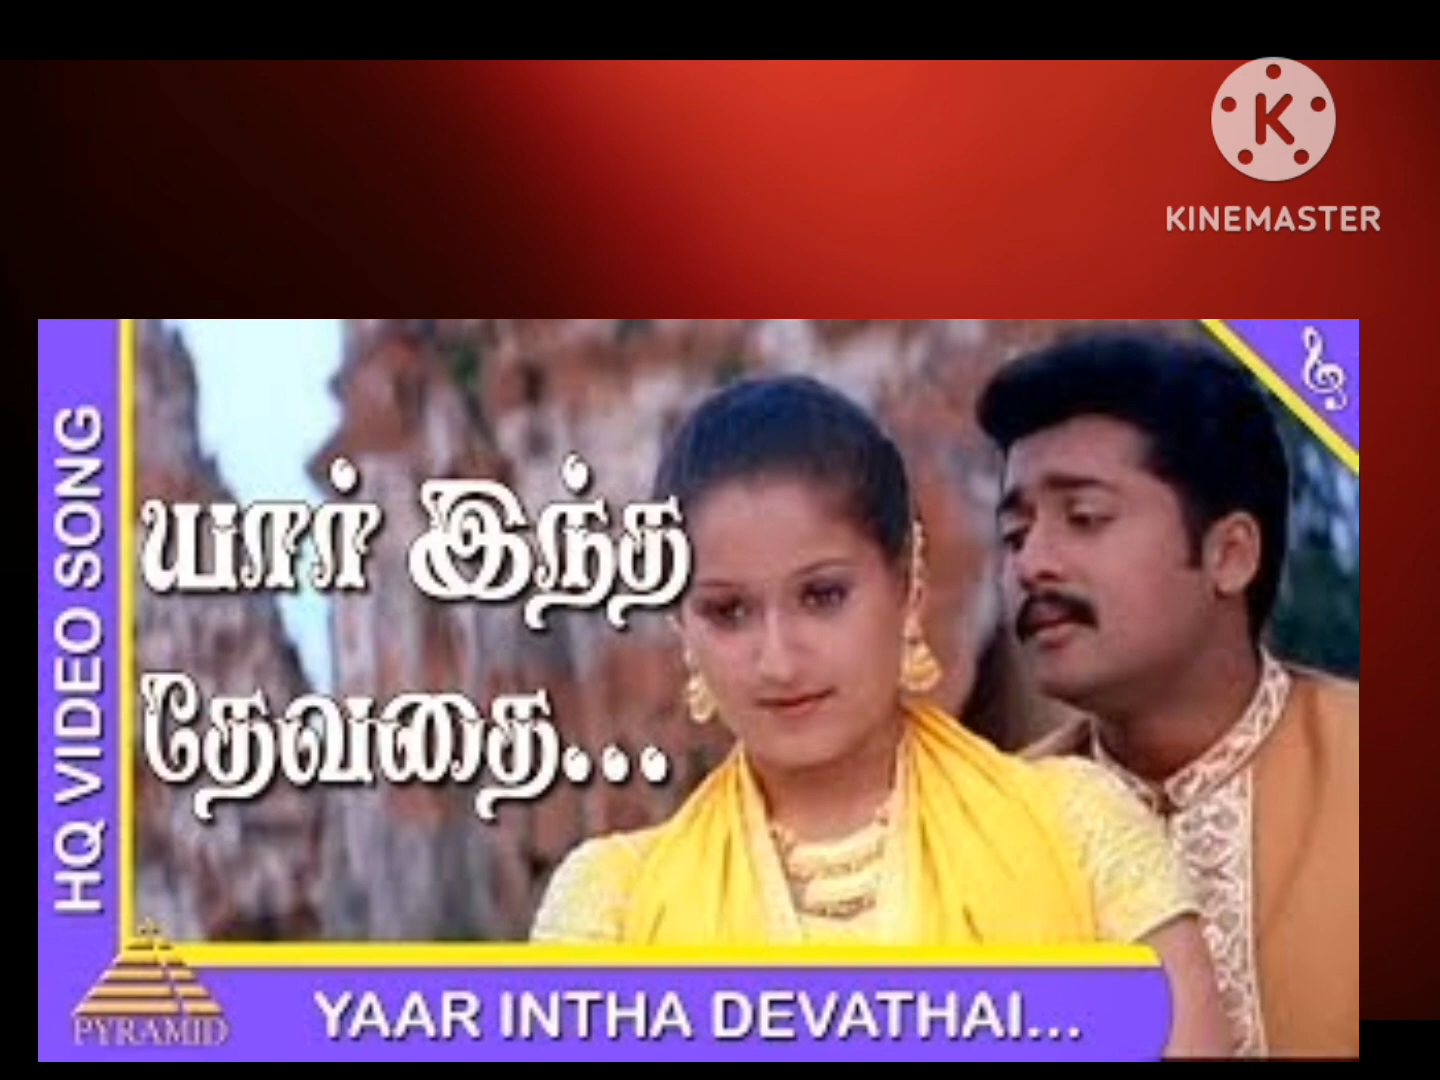 KINEMASTER
HQ VIDEO SONG
யார் இந்த
தேவதை...
PYRAMID
YAAR INTHA DEVATHAI...